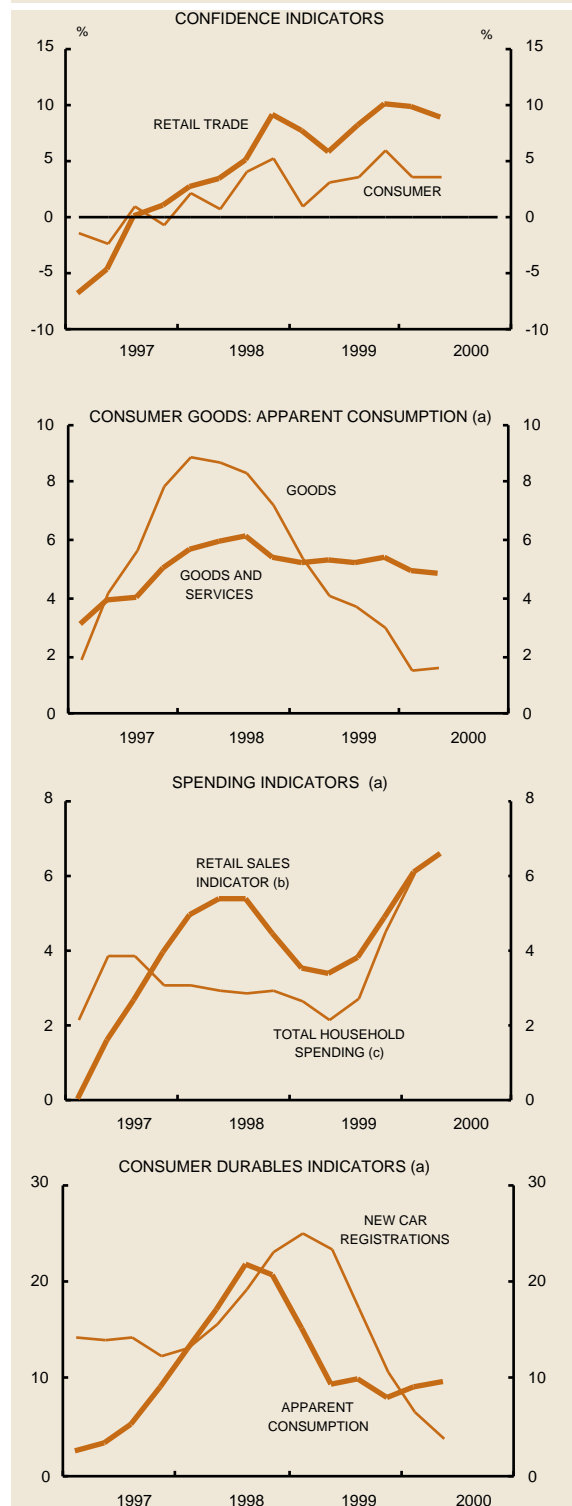 CONFIDENCE INDICATORS
% %
15 15
RETAIL TRADE
10 10
5 5
CONSUMER
0 0
-5 -5
-10 -10
1997 1998 1999 2000
CONSUMER GOODS: APPARENT CONSUMPTION (a)
10 10
8 8
GOODS
6 6
GOODS AND
SERVICES
4 4
2 2
0 0
1997 1998 1999 2000
SPENDING INDICATORS (a)
8 8
RETAIL SALES
INDICATOR (b)
6 6
4 4
2 2
TOTAL HOUSEHOLD
SPENDING (c)
0 0
1997 1998 1999 2000
CONSUMER DURABLES INDICATORS (a)
30 30
NEW CAR
REGISTRATIONS
20 20
10 10
APPARENT
CONSUMPTION
0 0
1997 1998 1999 2000